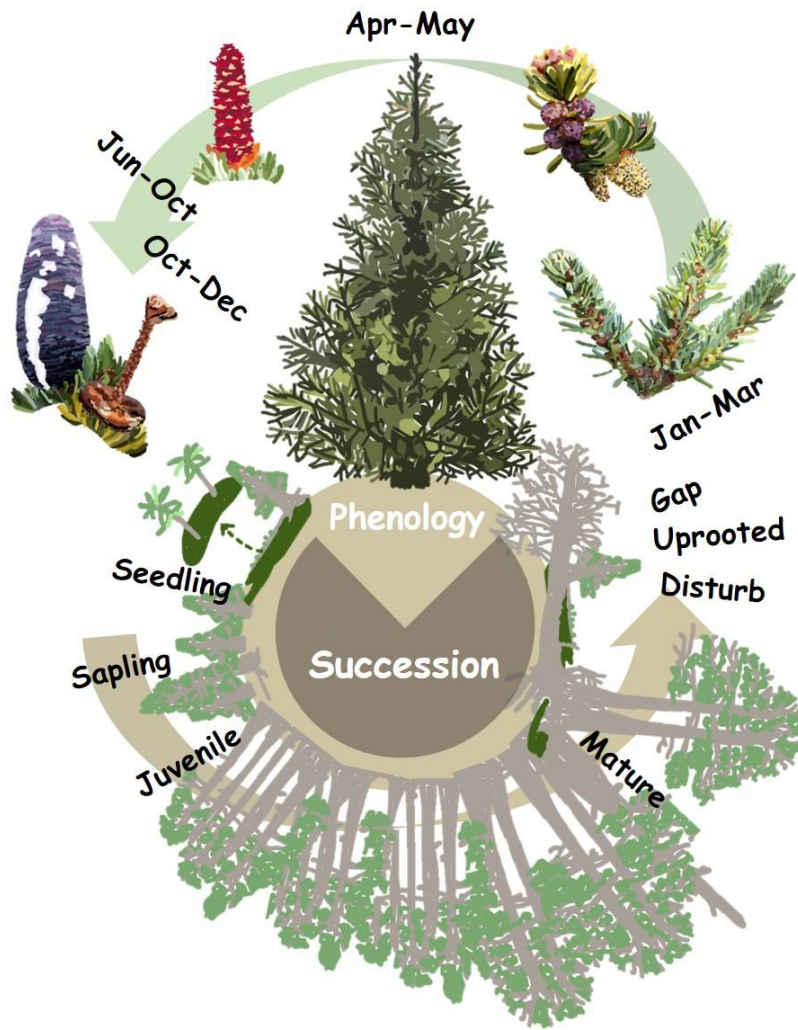 Apr-May
Jun-Oct
Oct-Dec
Jan-Mar
Phenology
Gap
Uprooted
Disturb
Seedling
Succession
Sapling
Juvenile
Mature